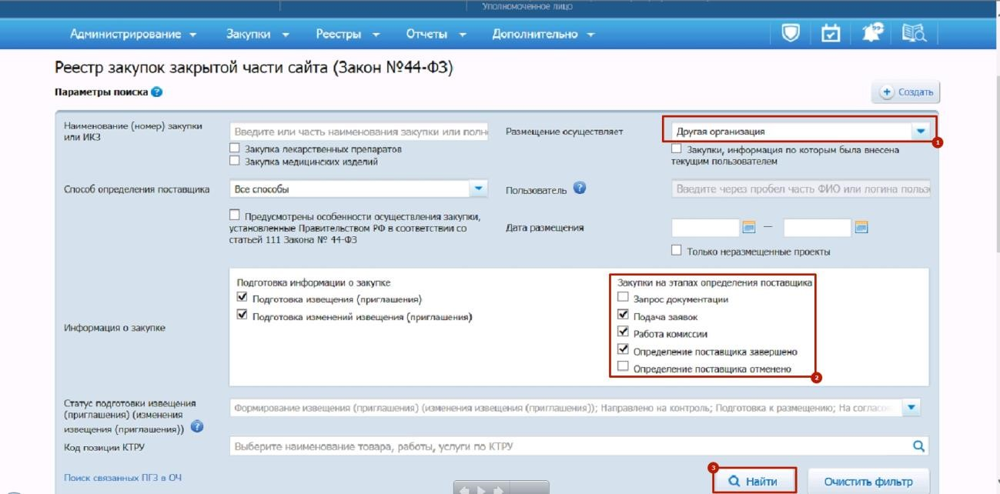 Уполномоченное лицо
Администрирование Закупки Реестры Отчеты Дополнительно 99+
Реестр закупок закрытой части сайта (Закон №44-ФЗ)
Параметры поиска ?
+ Создать
Наименование (номер) закупки
или ИКЗ
Введите или часть наименования закупки или полн
Закупка лекарственных препаратов
Закупка медицинских изделий
Размещение осуществляет
Другая организация
1
Закупки, информация по которым была внесена
текущим пользователем
Способ определения поставщика
Все способы
Пользователь ?
Введите через пробел часть ФИО или логина польз
Предусмотрены особенности осуществления закупки,
установленные Правительством РФ в соответствии со
статьей 111 Закона № 44-ФЗ
Дата размещения
—
Только неразмещенные проекты
Информация о закупке
Подготовка информации о закупке
Подготовка извещения (приглашения)
Подготовка изменений извещения (приглашения)
Закупки на этапах определения поставщика
Запрос документации
Подача заявок
Работа комиссии
Определение поставщика завершено
Определение поставщика отменено
2
Статус подготовки извещения
(приглашения) (изменения
извещения (приглашения)) ?
Формирование извещения (приглашения) (изменения извещения (приглашения)); Направлено на контроль; Подготовка к размещению; На согласов
Код позиции КТРУ
Выберите наименование товара, работы, услуги по КТРУ
Поиск связанных ПГЗ в ОЧ
3
Найти
Очистить фильтр